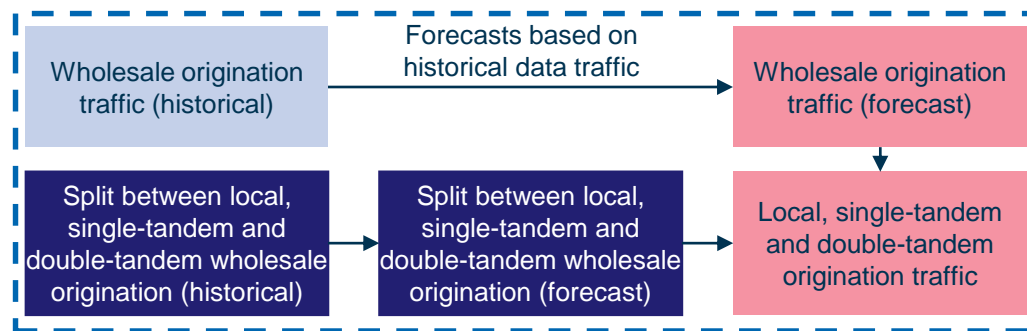 Wholesale origination
traffic (historical)
Forecasts based on
historical data traffic
Wholesale origination
traffic (forecast)
Split between local,
single-tandem and
double-tandem wholesale
origination (historical)
Split between local,
single-tandem and
double-tandem wholesale
origination (forecast)
Local, single-tandem
and double-tandem
origination traffic